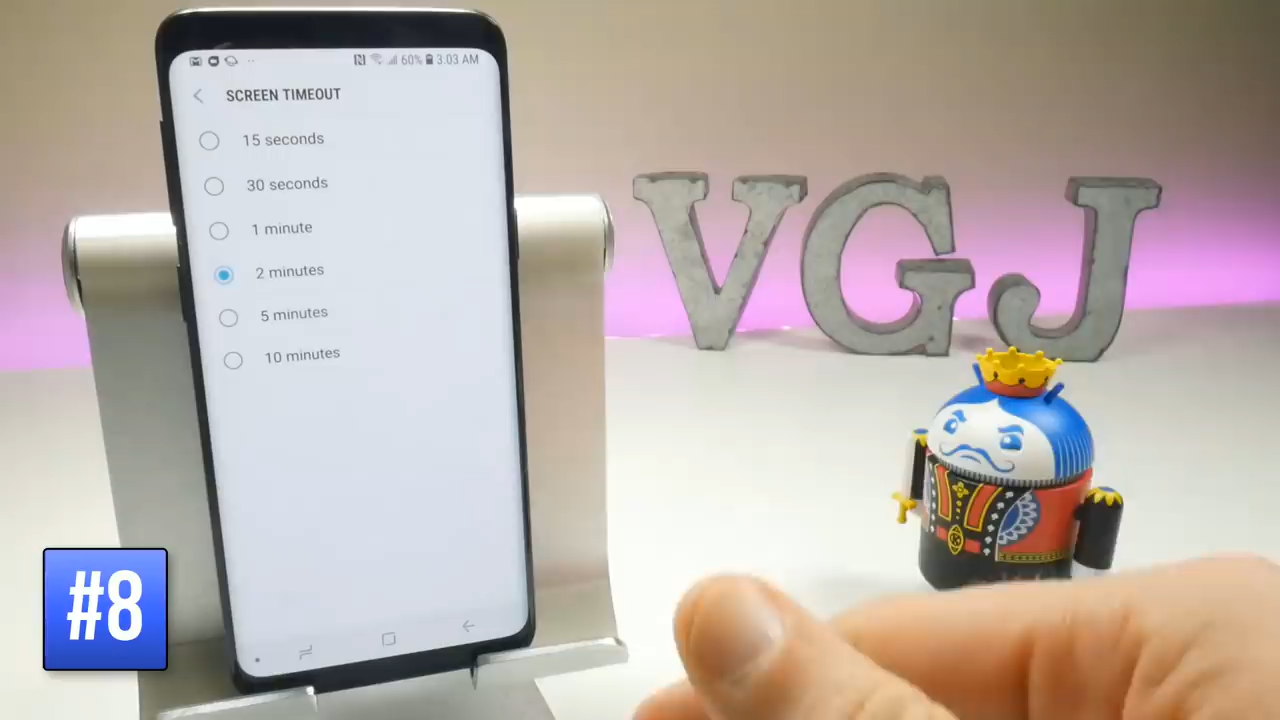 60% 3.03 AM
SCREEN TIMEOUT
15 seconds
30 seconds
1 minute
2 minutes
5 minutes
10 minutes
VGJ
K
#8